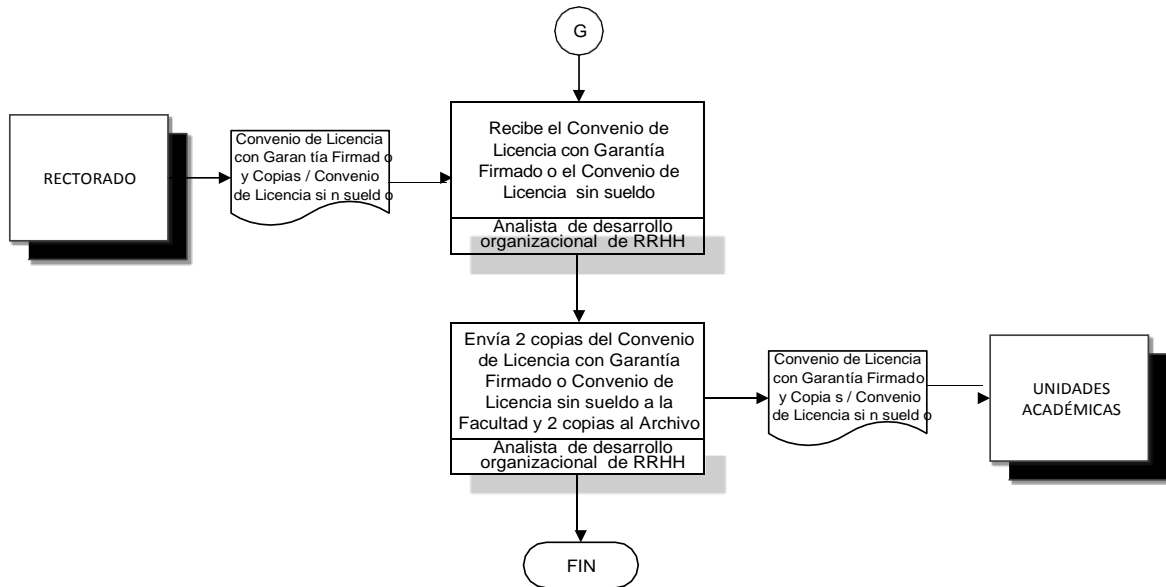 G
RECTORADO
Convenio de Licencia
con Garan tía Firmad o
y Copias / Convenio
de Licencia si n sueld o
Recibe el Convenio de
Licencia con Garantía
Firmado o el Convenio de
Licencia sin sueldo
Analista de desarrollo
organizacional de RRHH
Envía 2 copias del Convenio
de Licencia con Garantía
Firmado o Convenio de
Licencia sin sueldo a la
Facultad y 2 copias al Archivo
Analista de desarrollo
organizacional de RRHH
Convenio de Licencia
con Garantía Firmado
y Copia s / Convenio
de Licencia si n sueld o
UNIDADES
ACADÉMICAS
FIN